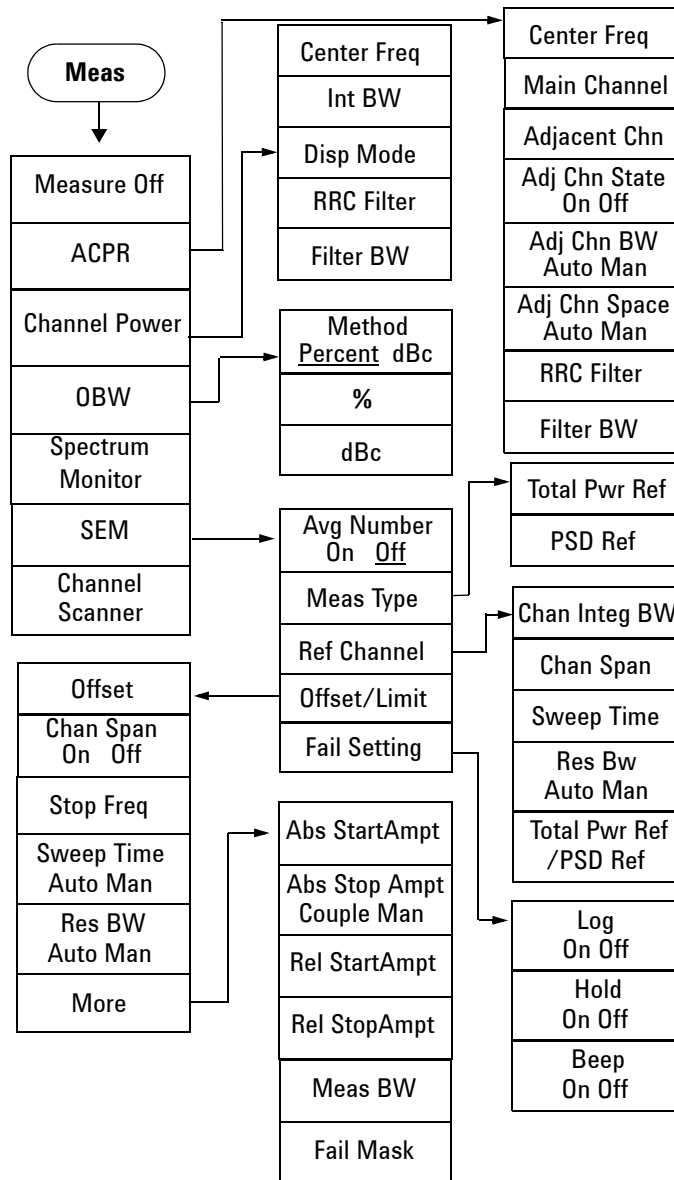 Meas
Measure Off
ACPR
Channel Power
OBW
Spectrum
Monitor
SEM
Channel
Scanner
Center Freq
Int BW
Disp Mode
RRC Filter
Filter BW
Center Freq
Main Channel
Adjacent Chn
Adj Chn State
On Off
Adj Chn BW
Auto Man
Adj Chn Space
Auto Man
RRC Filter
Filter BW
Method
Percent dBc
%
dBc
Avg Number
On Off
Meas Type
Ref Channel
Offset/Limit
Fail Setting
Total Pwr Ref
PSD Ref
Chan Integ BW
Chan Span
Sweep Time
Res Bw
Auto Man
Total Pwr Ref
/PSD Ref
Offset
Chan Span
On Off
Stop Freq
Sweep Time
Auto Man
Res BW
Auto Man
More
Abs StartAmpt
Abs Stop Ampt
Couple Man
Rel StartAmpt
Rel StopAmpt
Meas BW
Fail Mask
Log
On Off
Hold
On Off
Beep
On Off